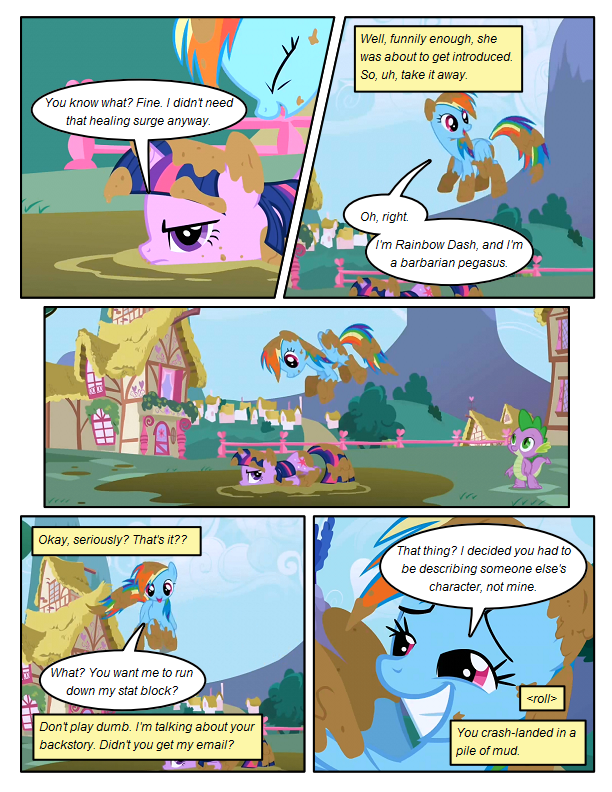 You know what? Fine. I didn't need
that healing surge anyway.
Well, funnily enough, she
was about to get introduced.
So, uh, take it away.
Oh, right.
I'm Rainbow Dash, and I'm
a barbarian pegasus.
Okay, seriously? That's it??
What? You want me to run
down my stat block?
Don't play dumb. I'm talking about your
backstory. Didn't you get my email?
That thing? I decided you had to
be describing someone else's
character, not mine.
<roll>
You crash-landed in a
pile of mud.